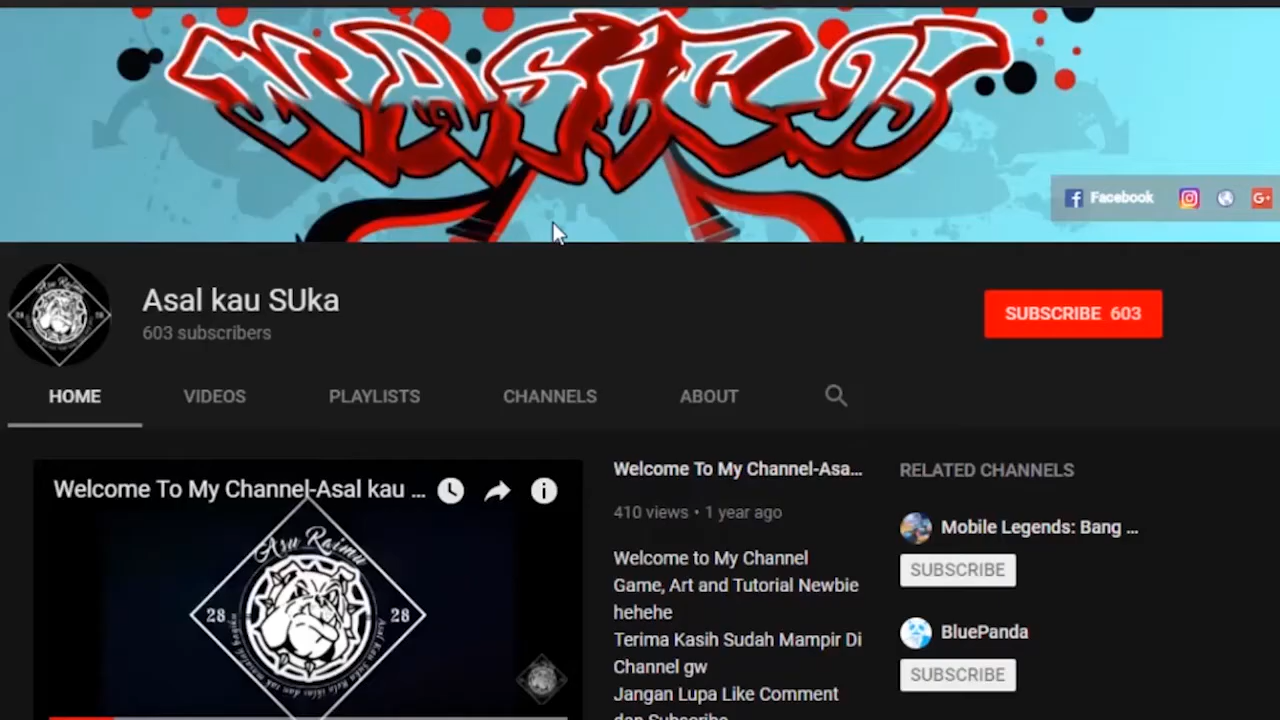 Facebook
G+
Asal kau SUka
603 subscribers
SUBSCRIBE 603
HOME VIDEOS PLAYLISTS CHANNELS ABOUT
Welcome To My Channel-Asal kau ...
Asu Raimu
28 28
Welcome To My Channel-Asa...
410 views • 1 year ago
Welcome to My Channel
Game, Art and Tutorial Newbie
hehehe
Terima Kasih Sudah Mampir Di
Channel gw
Jangan Lupa Like Comment
dan Subscribe
RELATED CHANNELS
Mobile Legends: Bang ...
SUBSCRIBE
BluePanda
SUBSCRIBE